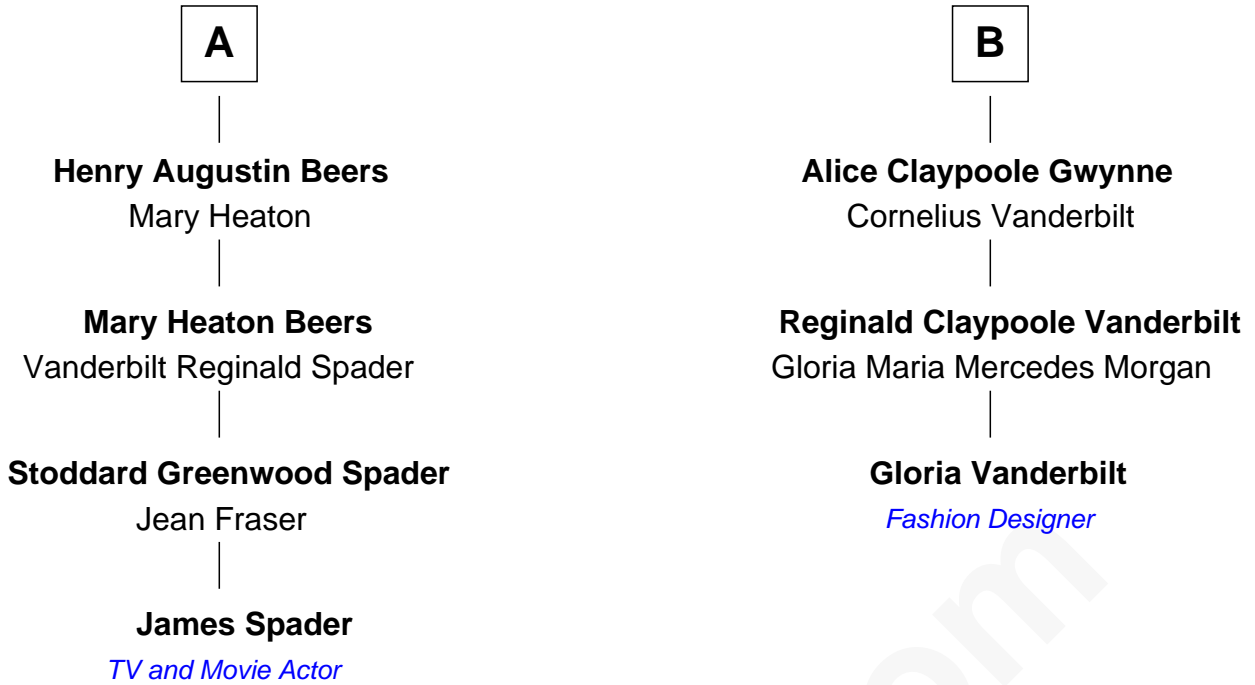 A
Henry Augustin Beers
Mary Heaton
Mary Heaton Beers
Vanderbilt Reginald Spader
Stoddard Greenwood Spader
Jean Fraser
James Spader
TV and Movie Actor
B
Alice Claypoole Gwynne
Cornelius Vanderbilt
Reginald Claypoole Vanderbilt
Gloria Maria Mercedes Morgan
Gloria Vanderbilt
Fashion Designer
om